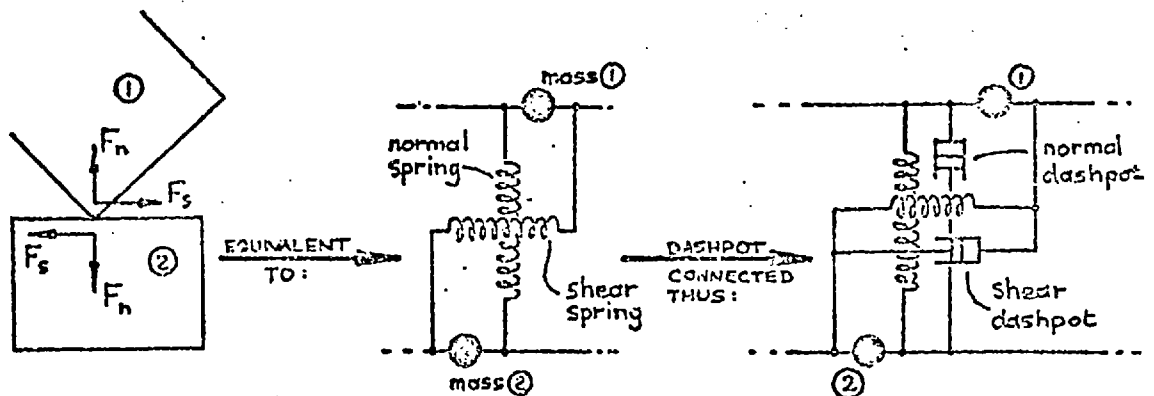 ①
Fn
Fs
Fs
②
Fn
EQUIVALENT
TO:
mass ①
normal
spring
shear
spring
mass ②
DASHPOT
CONNECTED
THUS:
①
normal
dashpot
shear
dashpot
②